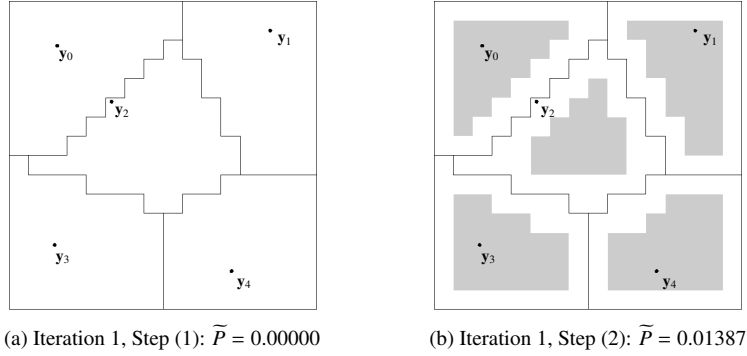 y₀
y₁
y₂
y₃
y₄
(a) Iteration 1, Step (1): P̃ = 0.00000
y₀
y₁
y₂
y₃
y₄
(b) Iteration 1, Step (2): P̃ = 0.01387